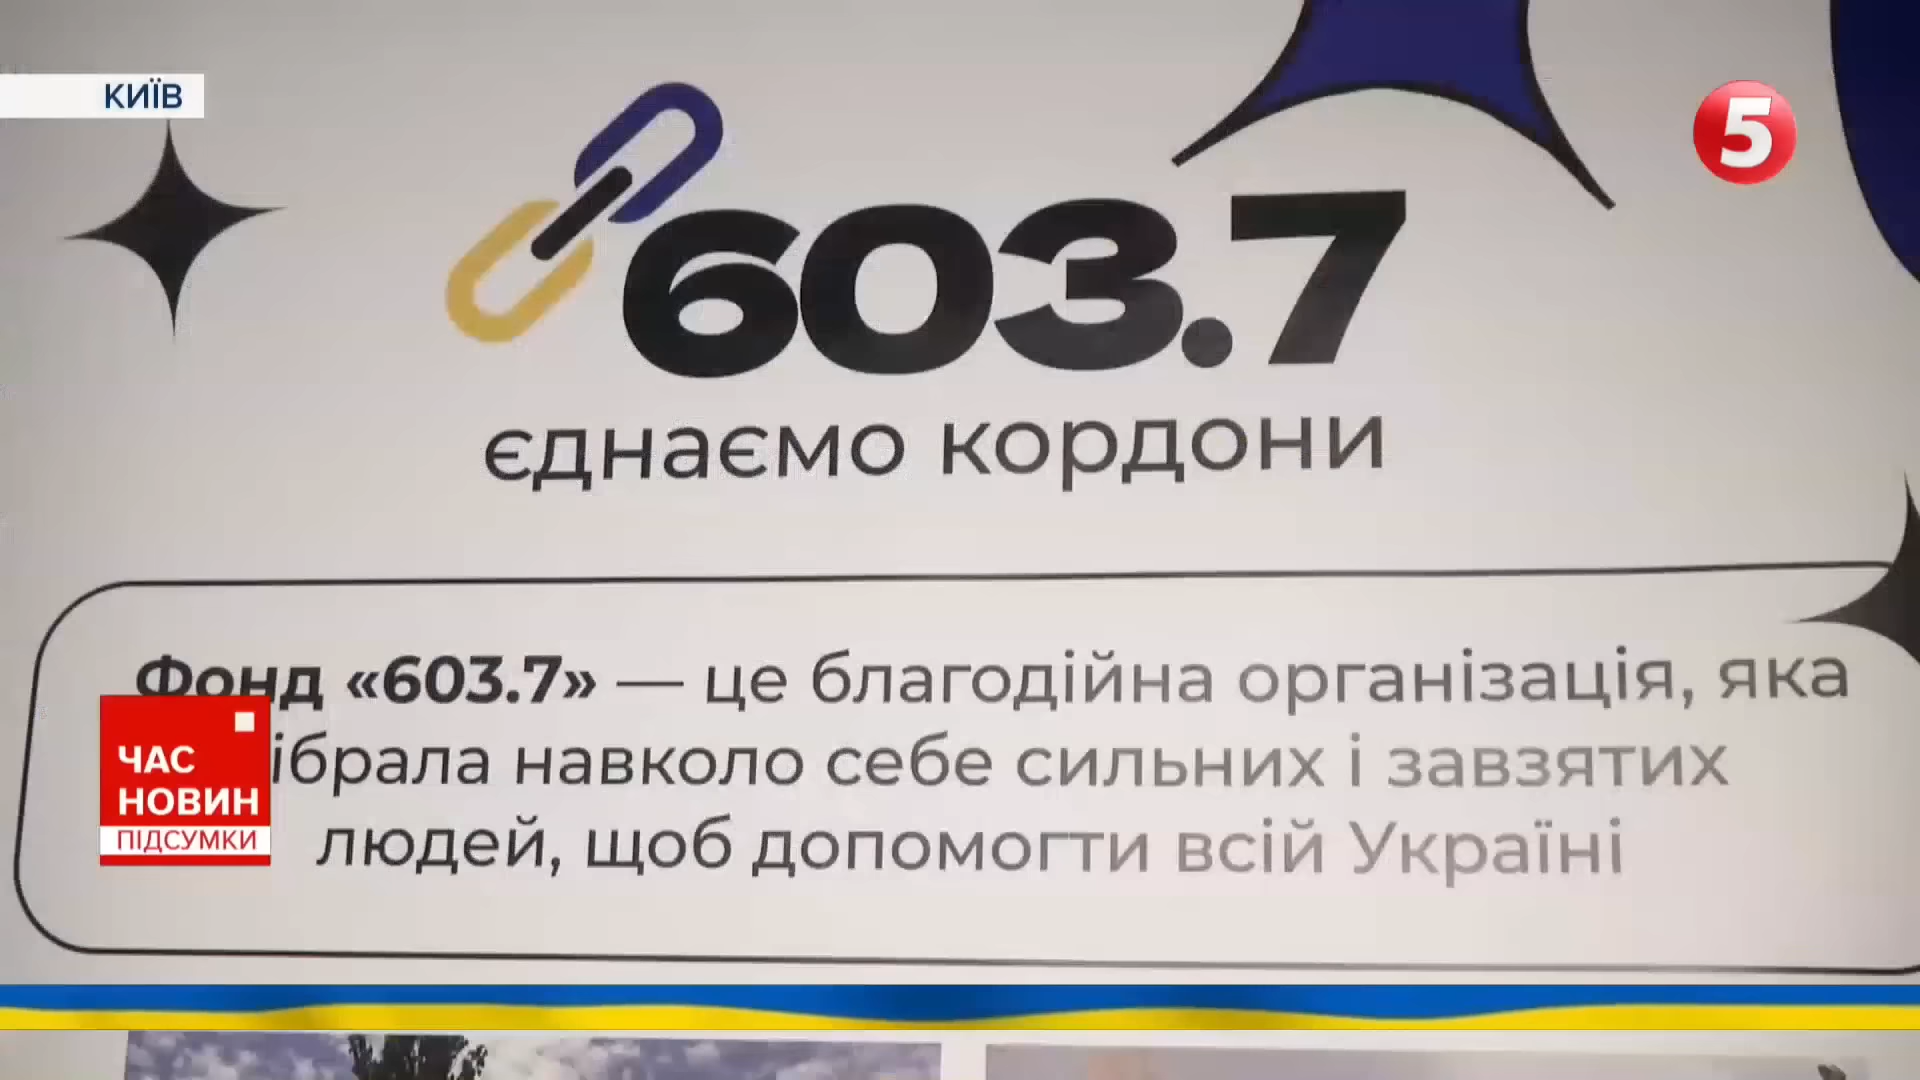 КИЇВ
5
603.7
єднаємо кордони
Фонд «603.7» — це благодійна організація, яка
навколо себе сильних і завзятих
людей, щоб допомогти всій Україні
ЧАС
НОВИН
ПІДСУМКИ